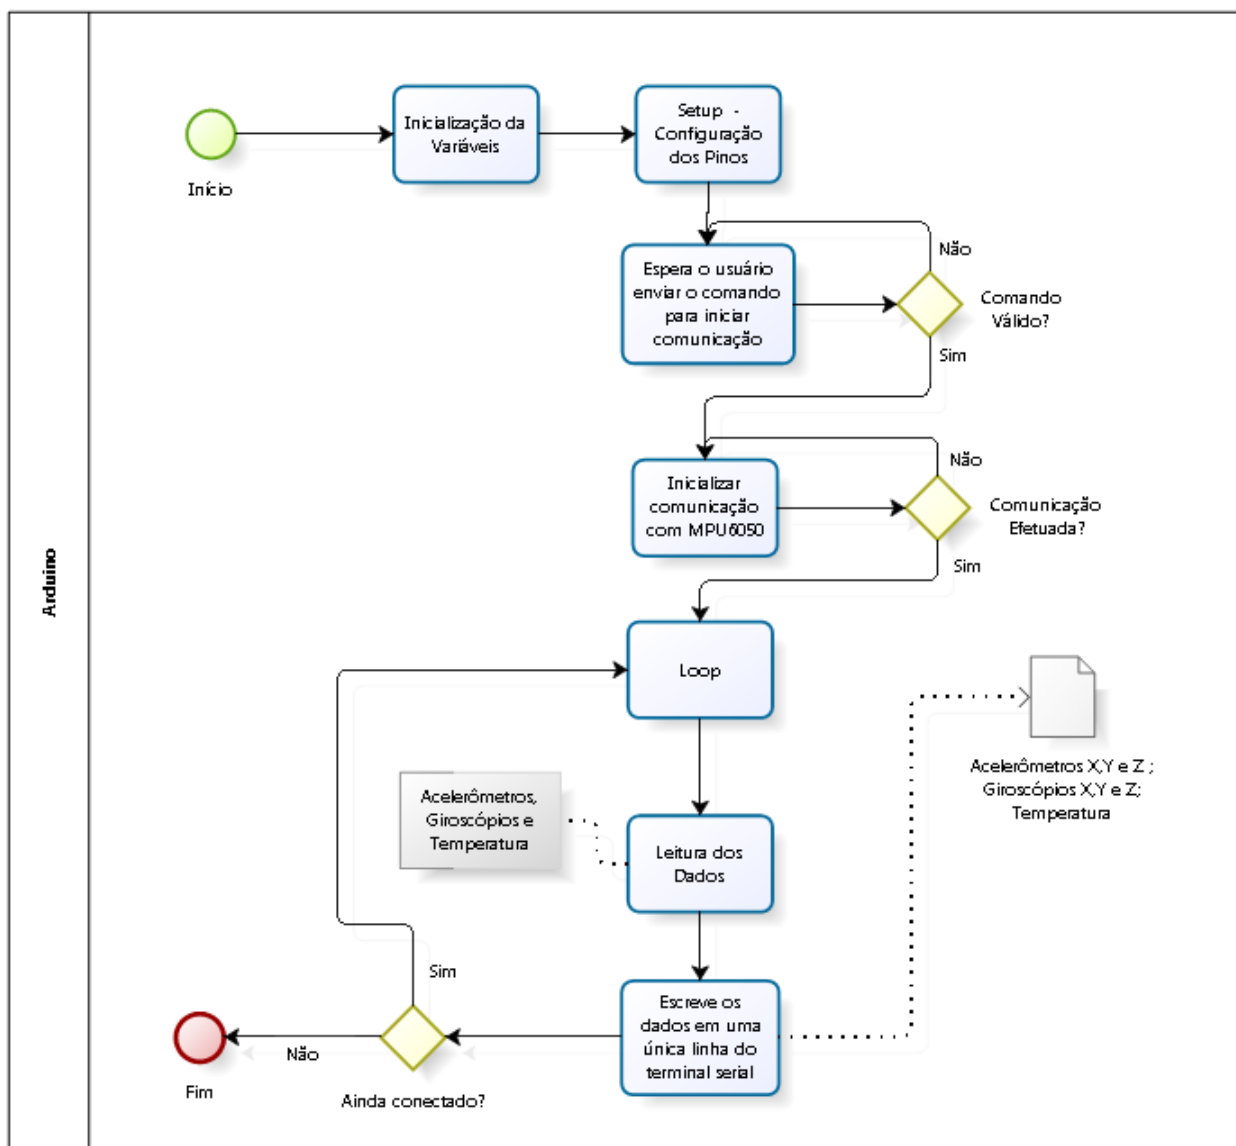 Arduino
Início
Inicialização da
Variáveis
Setup -
Configuração
dos Pinos
Espera o usuário
enviar o comando
para iniciar
comunicação
Não
Comando
Válido?
Sim
Inicializar
comunicação
com MPU6050
Não
Comunicação
Efetuada?
Sim
Loop
Acelerômetros X,Y e Z ;
Giroscópios X,Y e Z;
Temperatura
Acelerômetros,
Giroscópios e
Temperatura
Leitura dos
Dados
Escreve os
dados em uma
única linha do
terminal serial
Sim
Ainda conectado?
Não
Fim